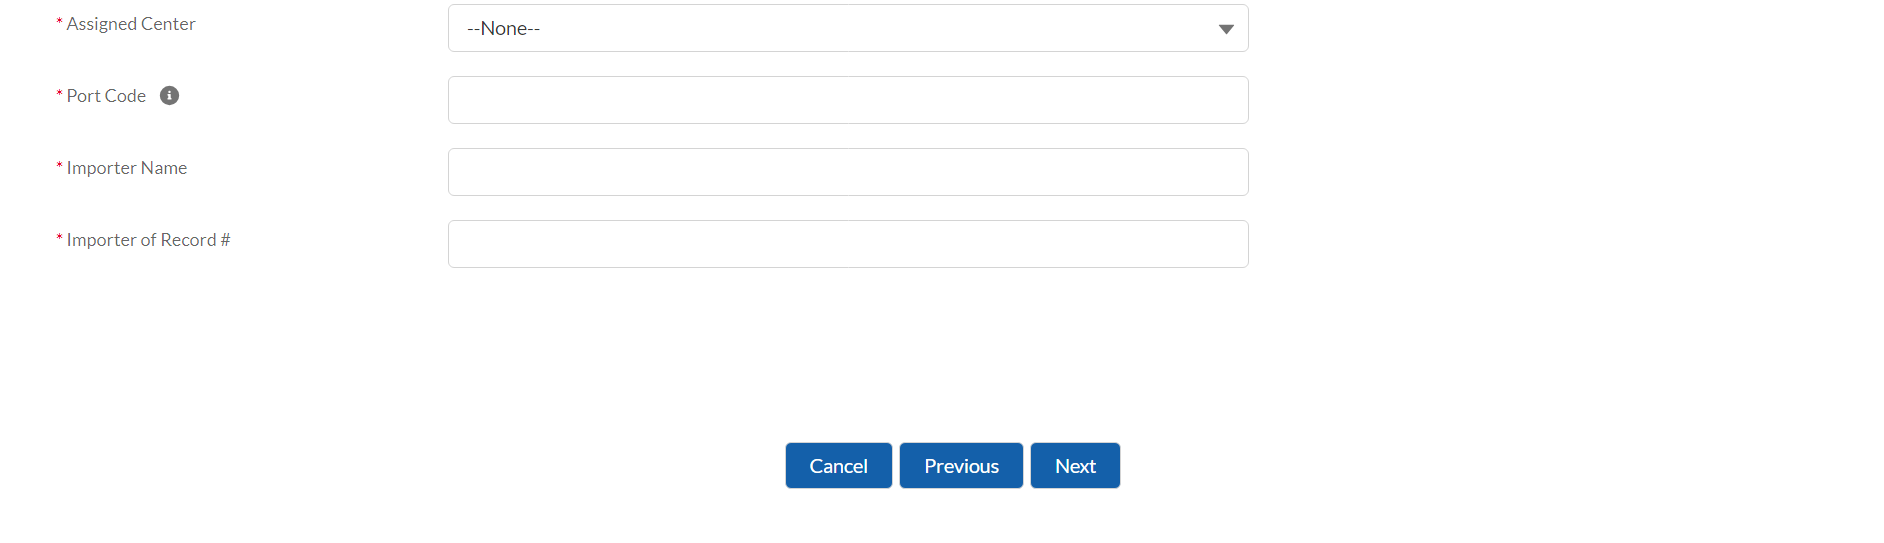 * Assigned Center
--None--
* Port Code
* Importer Name
* Importer of Record #
Cancel Previous Next